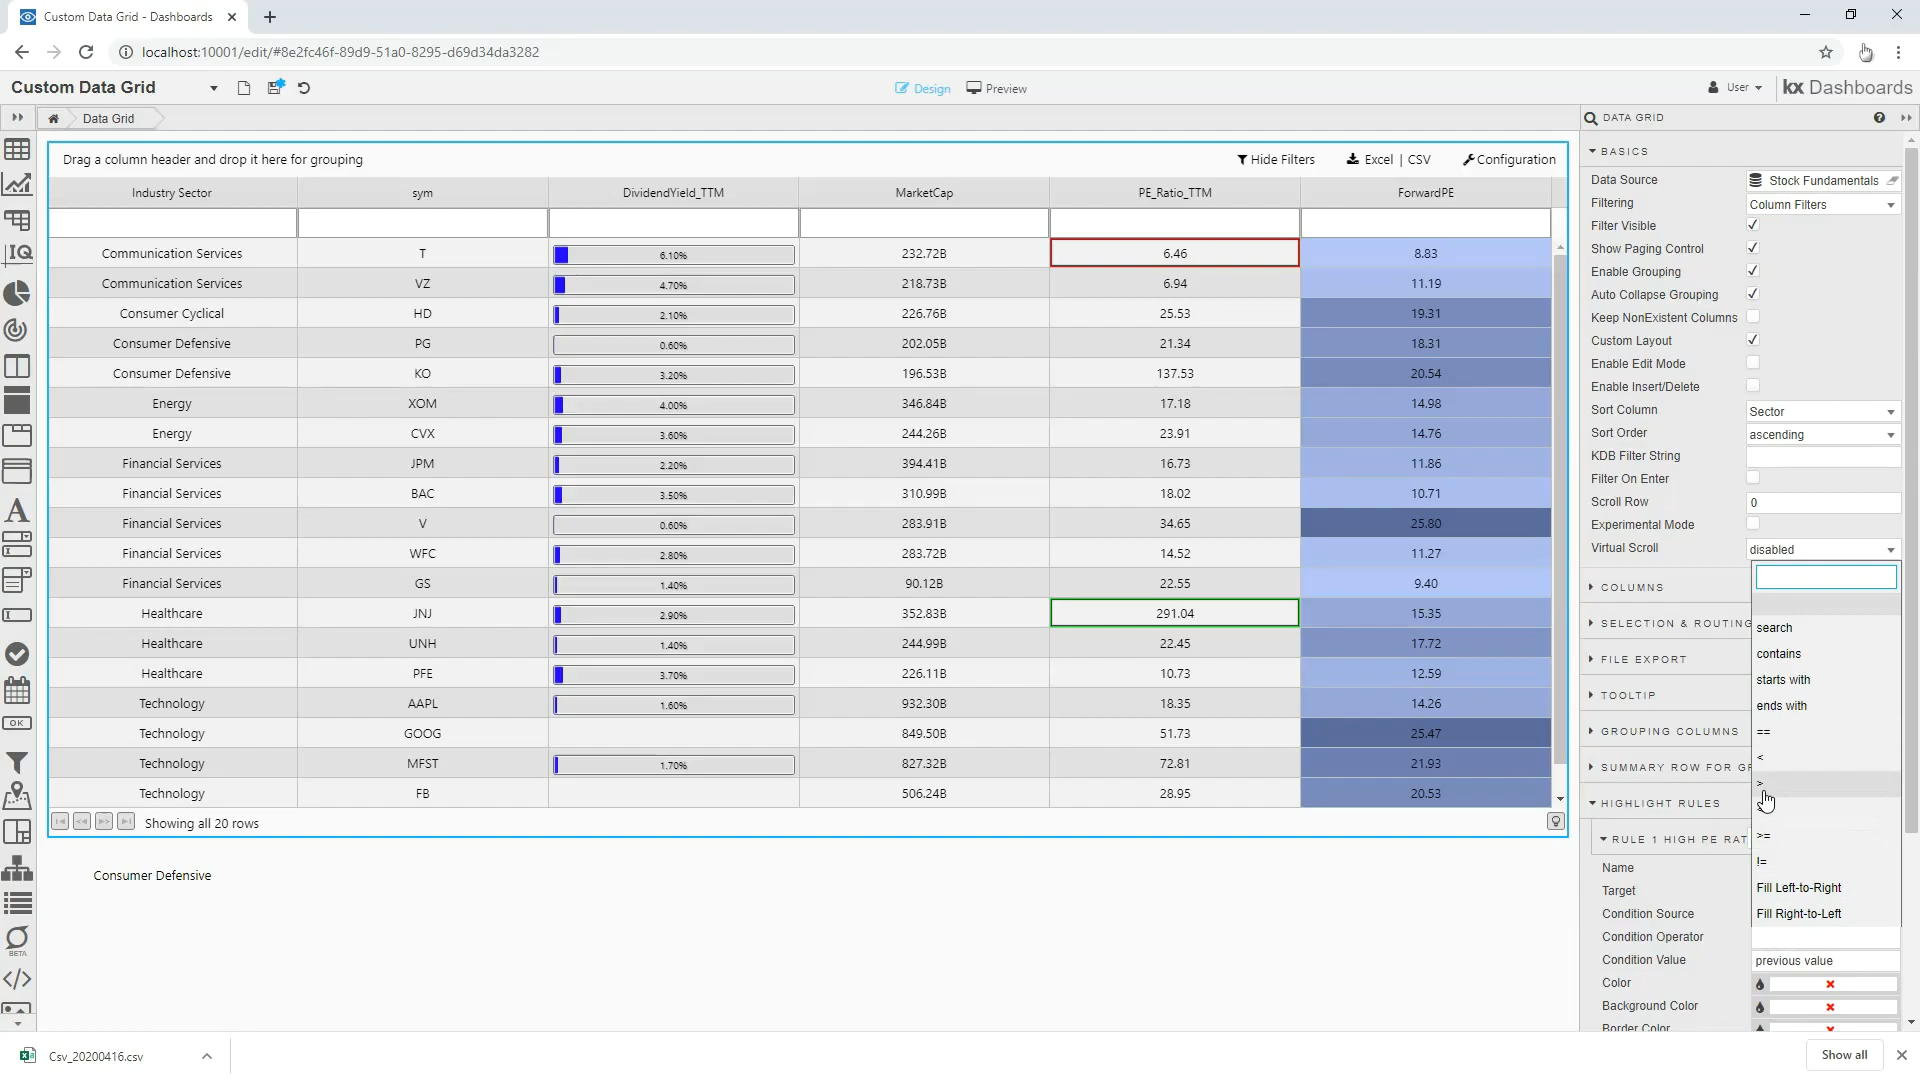 Custom Data Grid - Dashboards
localhost:10001/edit/#8e2fc46f-89d9-51a0-8295-d69d34da3282
Custom Data Grid
Design
Preview
User
kx Dashboards
Data Grid
DATA GRID
Drag a column header and drop it here for grouping
Hide Filters
Excel | CSV
Configuration
Industry Sector sym DividendYield_TTM MarketCap PE_Ratio_TTM ForwardPE
Communication Services T 6.10% 232.72B 6.46 8.83
Communication Services VZ 4.70% 218.73B 6.94 11.19
Consumer Cyclical HD 2.10% 226.76B 25.53 19.31
Consumer Defensive PG 0.60% 202.05B 21.34 18.31
Consumer Defensive KO 3.20% 196.53B 137.53 20.54
Energy XOM 4.00% 346.84B 17.18 14.98
Energy CVX 3.60% 244.26B 23.91 14.76
Financial Services JPM 2.20% 394.41B 16.73 11.86
Financial Services BAC 3.50% 310.99B 18.02 10.71
Financial Services V 0.60% 283.91B 34.65 25.80
Financial Services WFC 2.80% 283.72B 14.52 11.27
Financial Services GS 1.40% 90.12B 22.55 9.40
Healthcare JNJ 2.90% 352.83B 291.04 15.35
Healthcare UNH 1.40% 244.99B 22.45 17.72
Healthcare PFE 3.70% 226.11B 10.73 12.59
Technology AAPL 1.60% 932.30B 18.35 14.26
Technology GOOG 849.50B 51.73 25.47
Technology MFST 1.70% 827.32B 72.81 21.93
Technology FB 506.24B 28.95 20.53
Showing all 20 rows
Consumer Defensive
IQ
A
OK
BETA
BASICS
Data Source Stock Fundamentals
Filtering Column Filters
Filter Visible
Show Paging Control
Enable Grouping
Auto Collapse Grouping
Keep NonExistent Columns
Custom Layout
Enable Edit Mode
Enable Insert/Delete
Sort Column Sector
Sort Order ascending
KDB Filter String
Filter On Enter
Scroll Row 0
Experimental Mode
Virtual Scroll disabled
COLUMNS
SELECTION & ROUTING
FILE EXPORT
TOOLTIP
GROUPING COLUMNS
SUMMARY ROW FOR GR
HIGHLIGHT RULES
RULE 1 HIGH PE RAT
search
contains
starts with
ends with
==
<
>
>=
!=
Fill Left-to-Right
Fill Right-to-Left
Name
Target
Condition Source
Condition Operator
Condition Value previous value
Color
Background Color
Border Color
Csv_20200416.csv
Show all